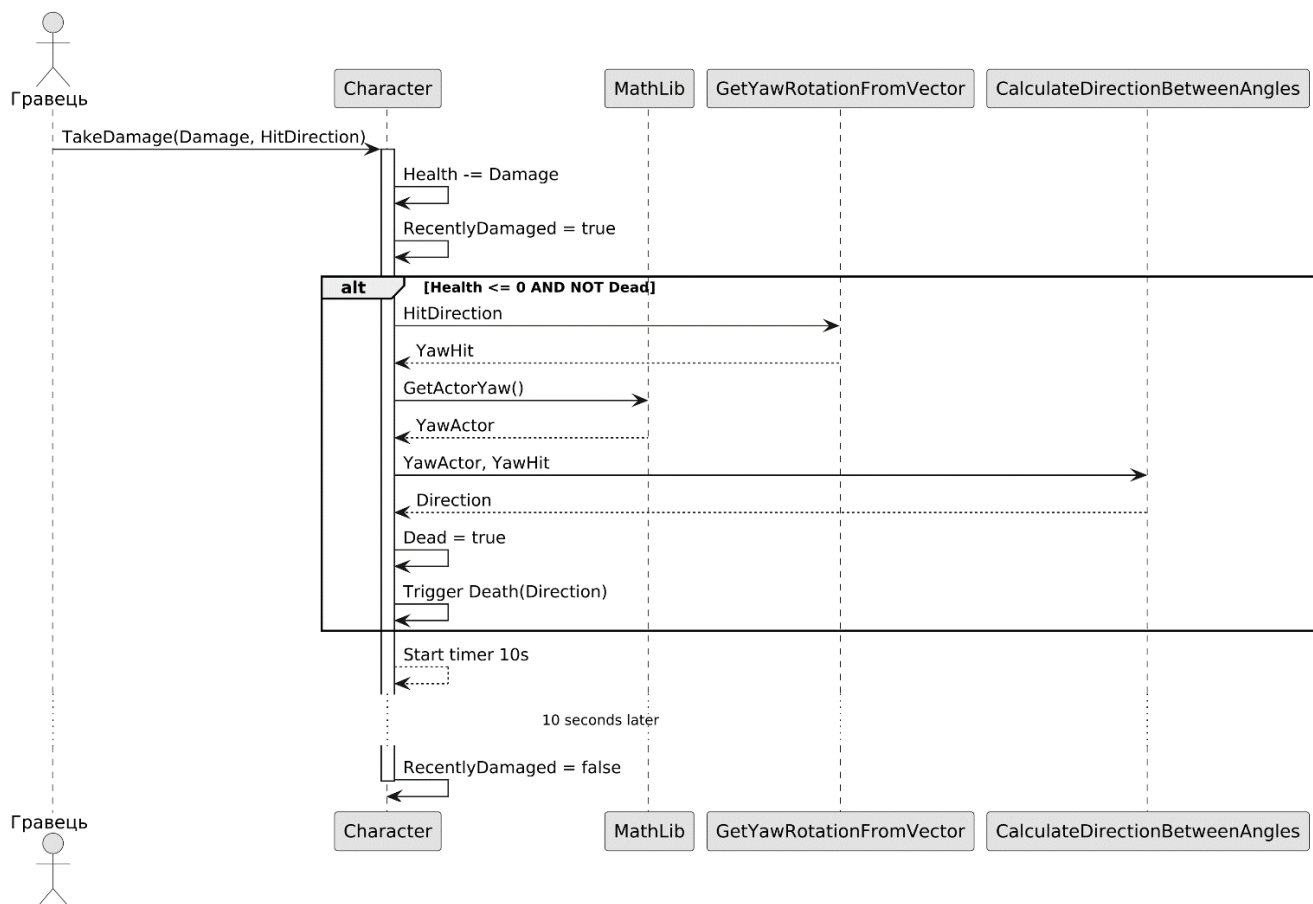 Гравець
Character
MathLib
GetYawRotationFromVector
CalculateDirectionBetweenAngles
TakeDamage(Damage, HitDirection)
Health -= Damage
RecentlyDamaged = true
alt
[Health <= 0 AND NOT Dead]
HitDirection
YawHit
GetActorYaw()
YawActor
YawActor, YawHit
Direction
Dead = true
Trigger Death(Direction)
Start timer 10s
10 seconds later
RecentlyDamaged = false
Гравець
Character
MathLib
GetYawRotationFromVector
CalculateDirectionBetweenAngles